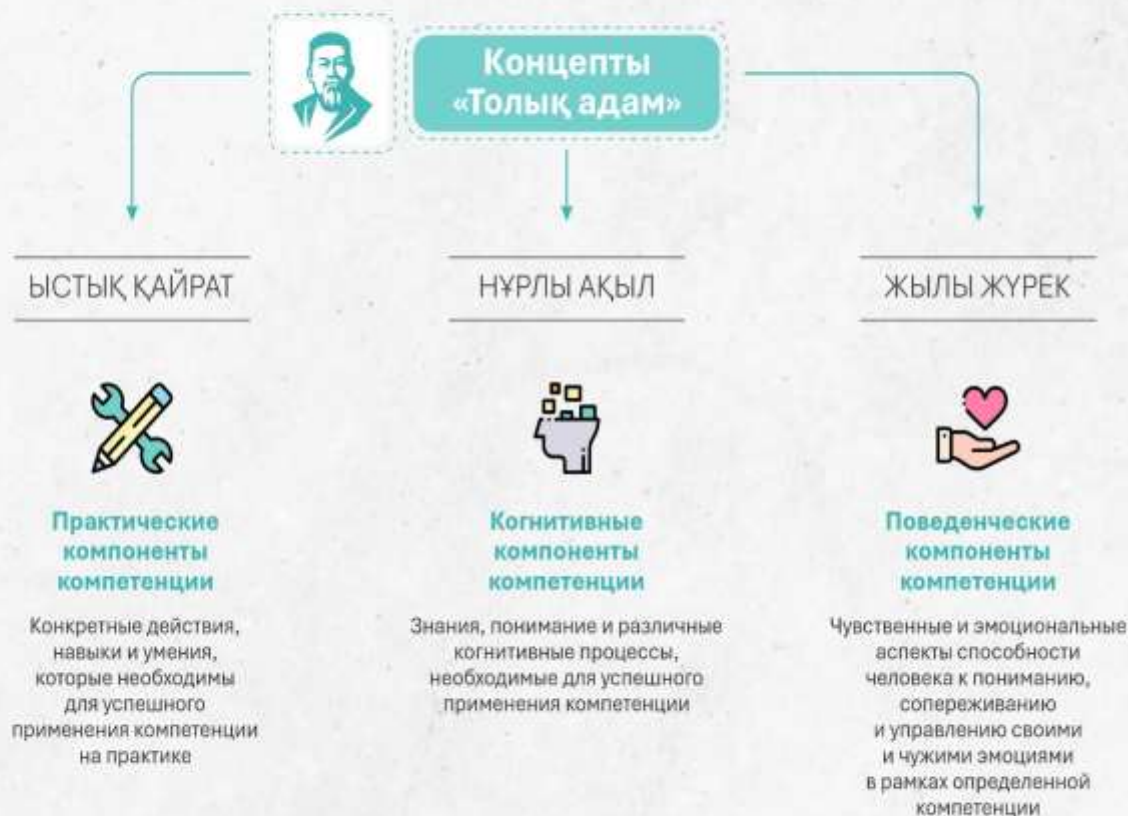 Концепты
«Толық адам»
ЫСТЫҚ ҚАЙРАТ
Практические
компоненты
компетенции
Конкретные действия,
навыки и умения,
которые необходимы
для успешного
применения компетенции
на практике
НҰРЛЫ АҚЫЛ
Когнитивные
компоненты
компетенции
Знания, понимание и различные
когнитивные процессы,
необходимые для успешного
применения компетенции
ЖЫЛЫ ЖҮРЕК
Поведенческие
компоненты
компетенции
Чувственные и эмоциональные
аспекты способности
человека к пониманию,
сопереживанию
и управлению своими
и чужими эмоциями
в рамках определенной
компетенции